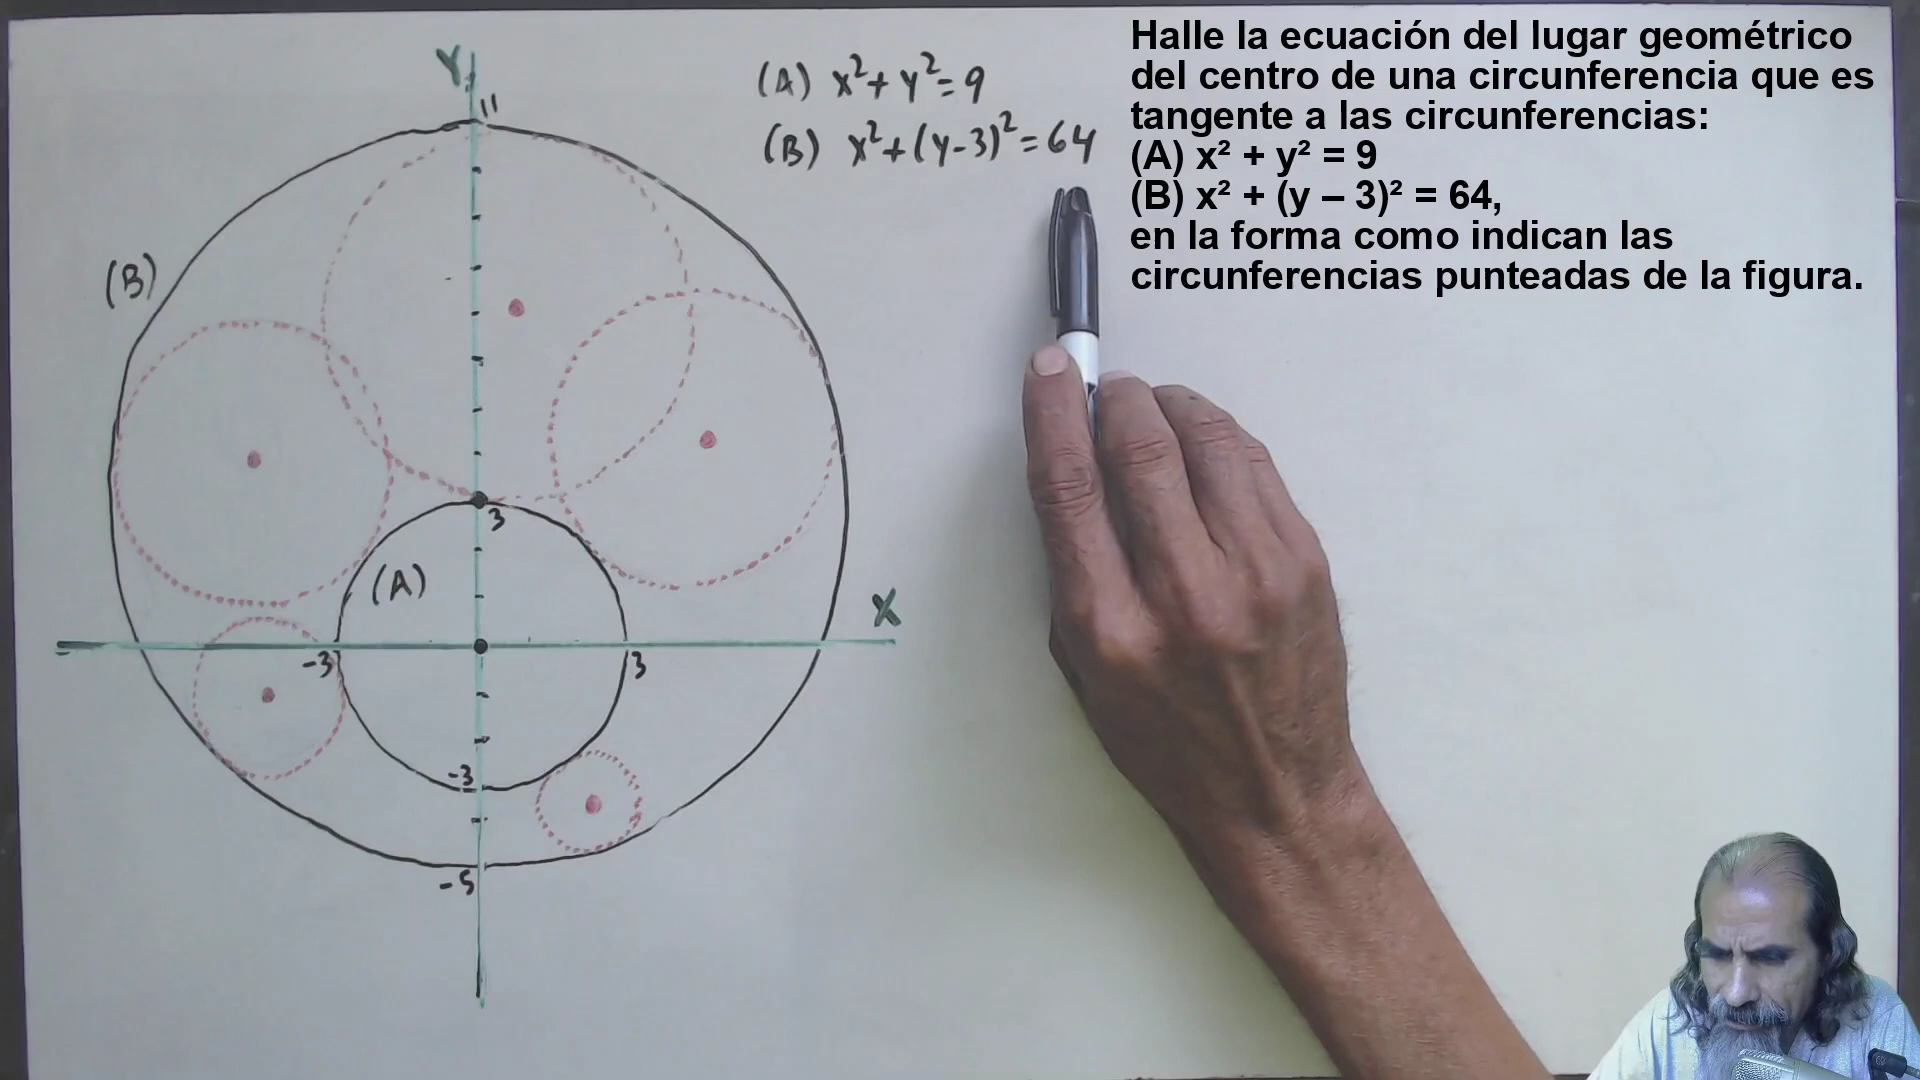 Halle la ecuación del lugar geométrico
del centro de una circunferencia que es
tangente a las circunferencias:
(A) x² + y² = 9
(B) x² + (y – 3)² = 64,
en la forma como indican las
circunferencias punteadas de la figura.
(A) x² + y² = 9
(B) x² + (y - 3)² = 64
Y
11
(B)
3
(A)
X
-3
3
-3
-5